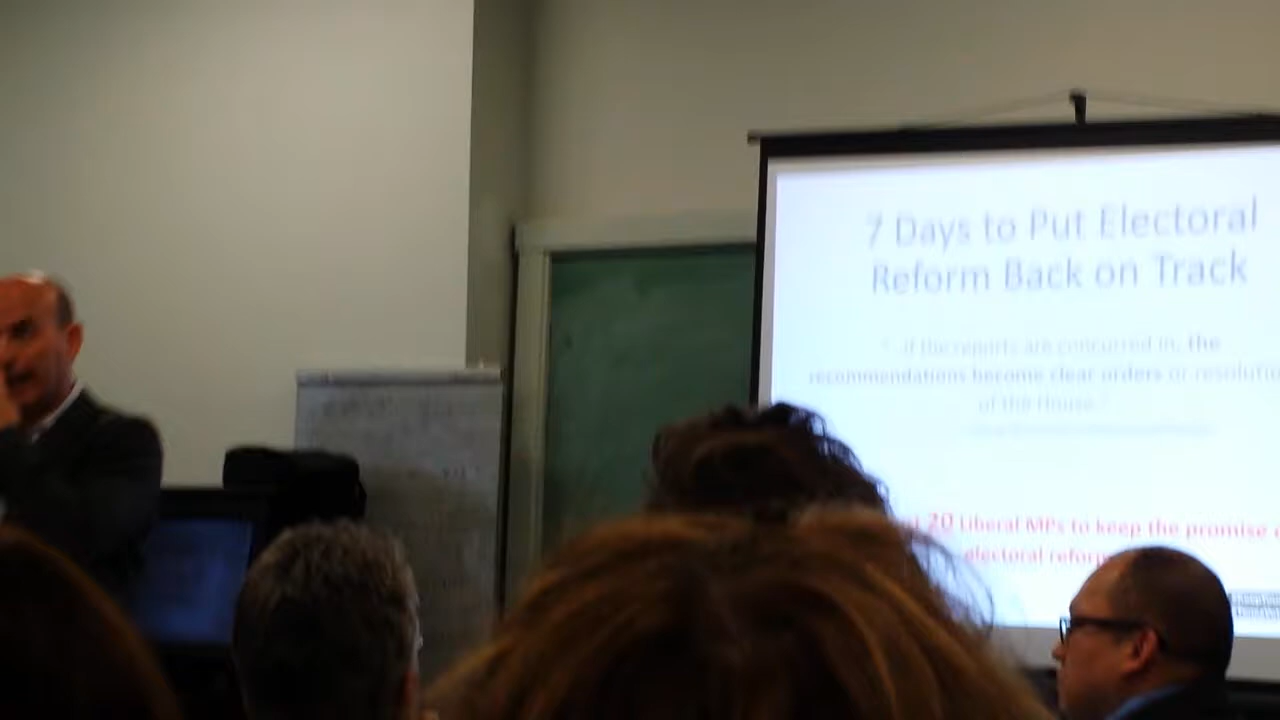 7 Days to Put Electoral
Reform Back on Track
If the reports are concurred in, the
recommendations become clear orders or resolutio
of the House."
20 Liberal MPs to keep the promise
electoral reform